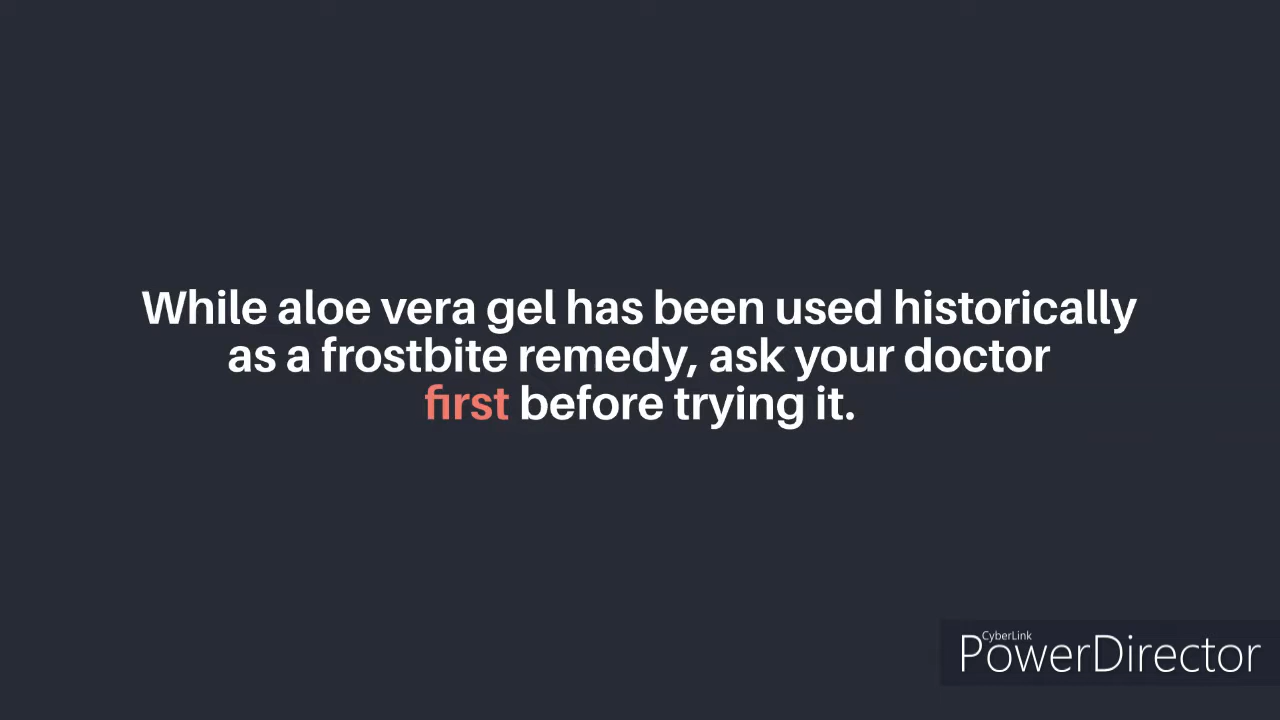 While aloe vera gel has been used historically
as a frostbite remedy, ask your doctor
first before trying it.
CyberLink
PowerDirector